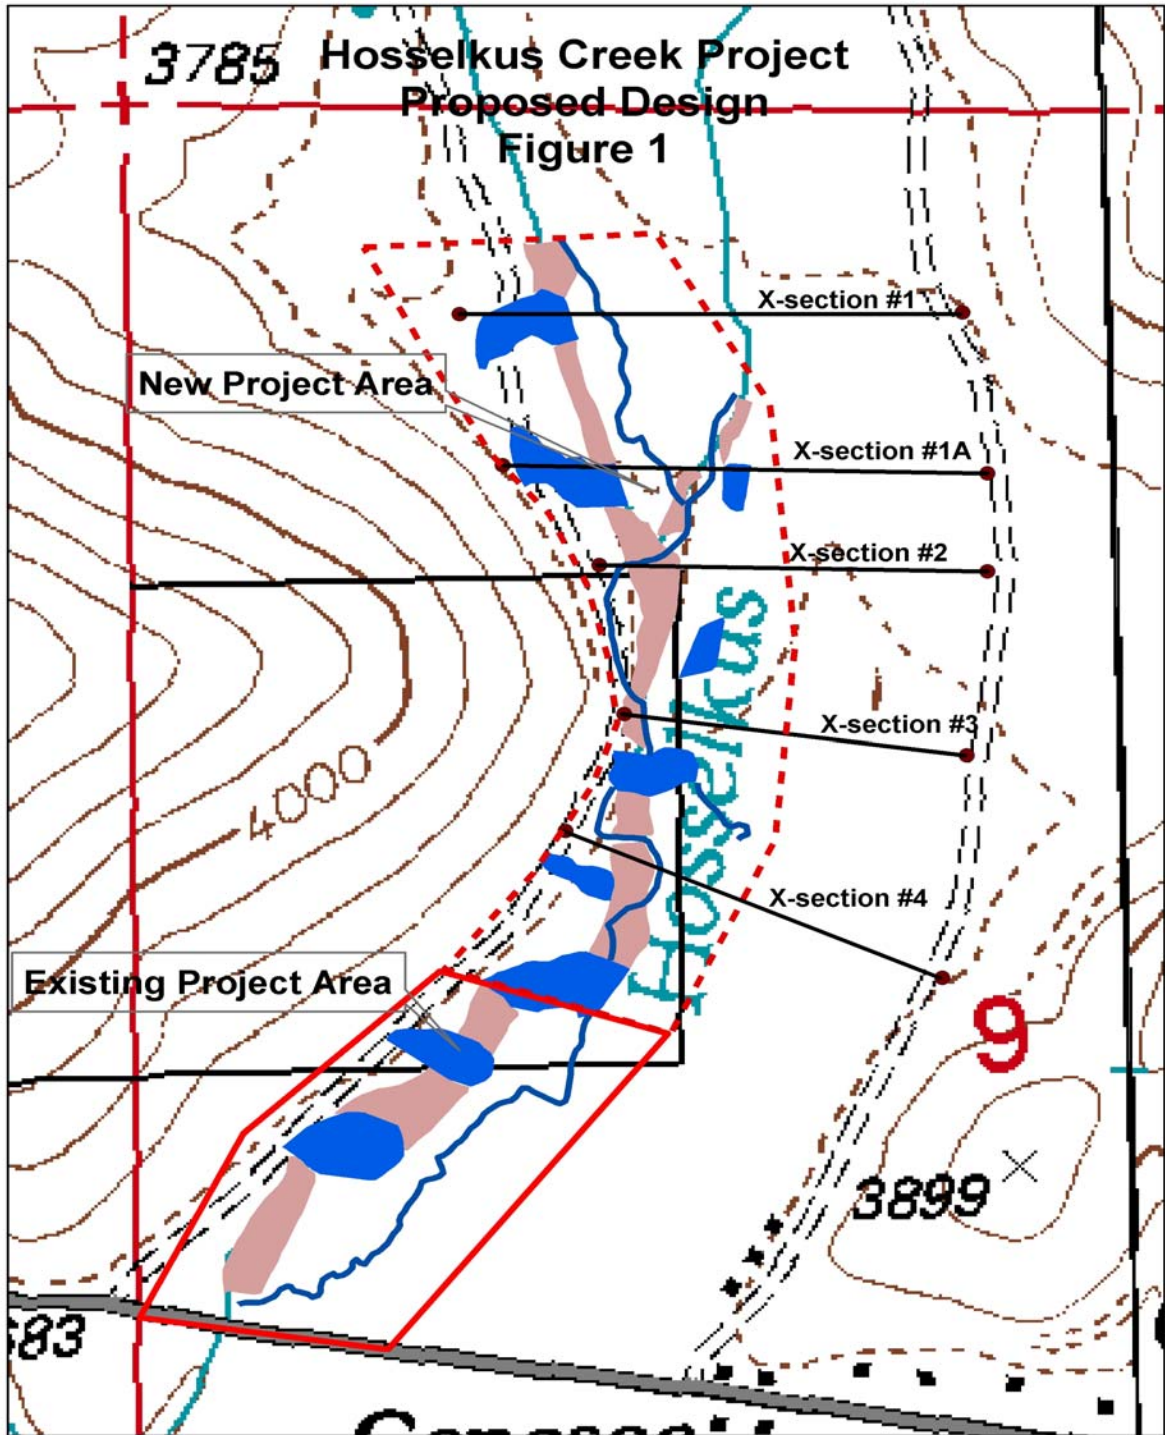 3785
Hosselkus Creek Project
Proposed Design
Figure 1
X-section #1
New Project Area
X-section #1A
X-section #2
Hosselkus
X-section #3
4000
X-section #4
Existing Project Area
9
3899
683